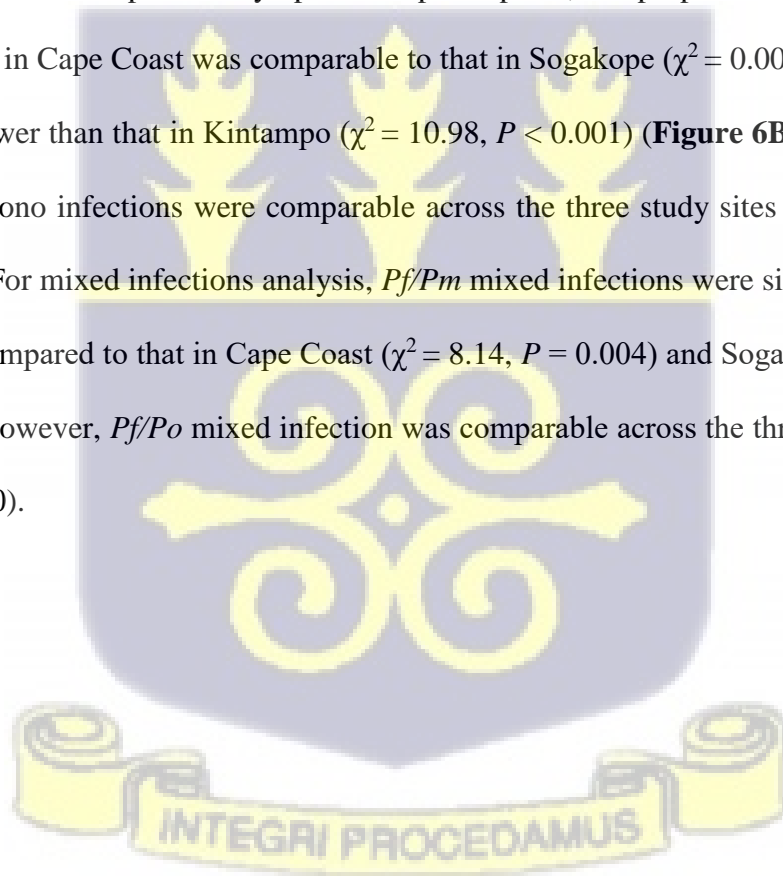 in Cape Coast was comparable to that in Sogakope (χ² = 0.00
wer than that in Kintampo (χ² = 10.98, P < 0.001) (Figure 6B
ono infections were comparable across the three study sites
For mixed infections analysis, Pf/Pm mixed infections were si
mpared to that in Cape Coast (χ² = 8.14, P = 0.004) and Soga
owever, Pf/Po mixed infection was comparable across the thr
0).
INTEGRI PROCEDAMUS